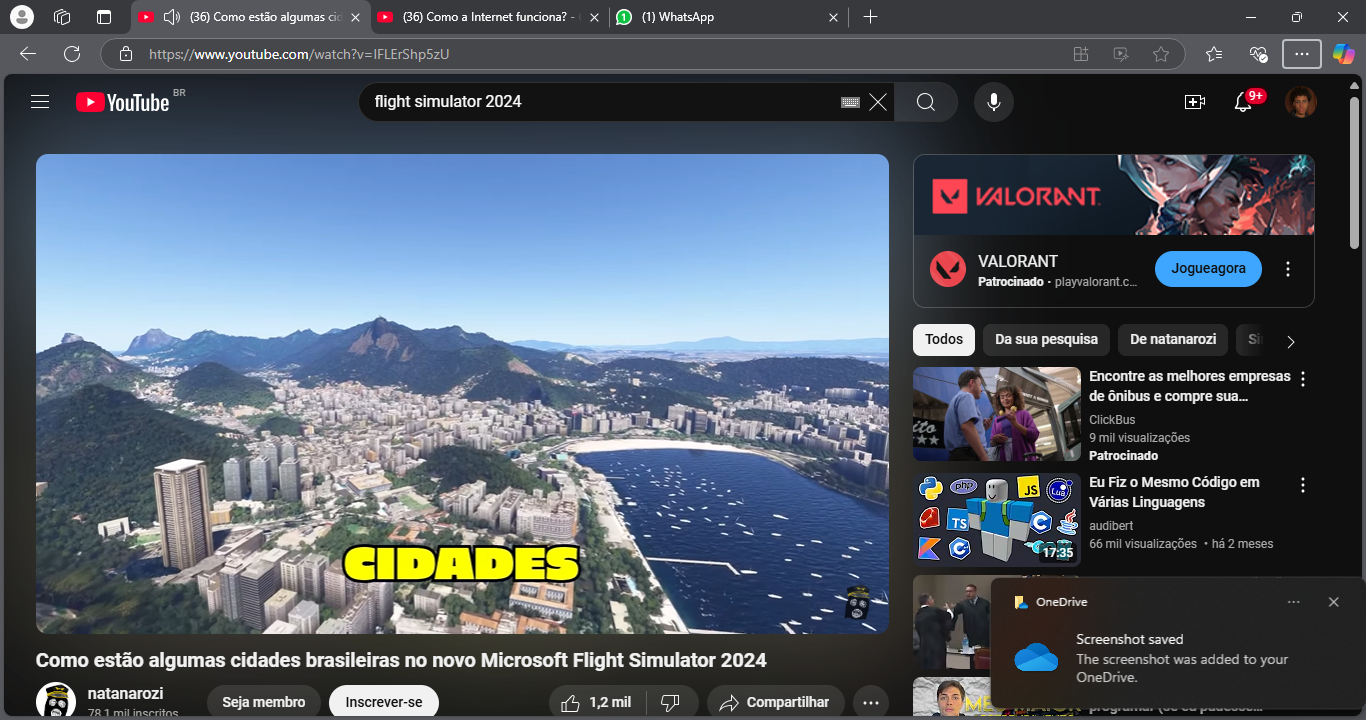 (36) Como estão algumas cid
(36) Como a Internet funciona? -
(1) WhatsApp
https://www.youtube.com/watch?v=IFLErShp5zU
YouTube BR
flight simulator 2024
9+
VALORANT
VALORANT
Patrocinado · playvalorant.c...
Jogueagora
CIDADES
Todos
Da sua pesquisa
De natanarozi
Encontre as melhores empresas
de ônibus e compre sua...
ClickBus
9 mil visualizações
Patrocinado
php
JS
Lua
TS
C
17:35
Eu Fiz o Mesmo Código em
Várias Linguagens
audibert
66 mil visualizações • há 2 meses
OneDrive
Screenshot saved
The screenshot was added to your
OneDrive.
Como estão algumas cidades brasileiras no novo Microsoft Flight Simulator 2024
natanarozi
78,1 mil inscritos
Seja membro
Inscrever-se
1,2 mil
Compartilhar